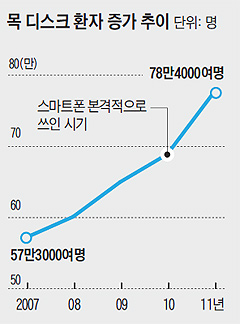 목 디스크 환자 증가 추이 단위: 명
80(만)
78만4000여명
스마트폰 본격적으로
쓰인 시기
70
60
57만3000여명
50
2007 08 09 10 11년